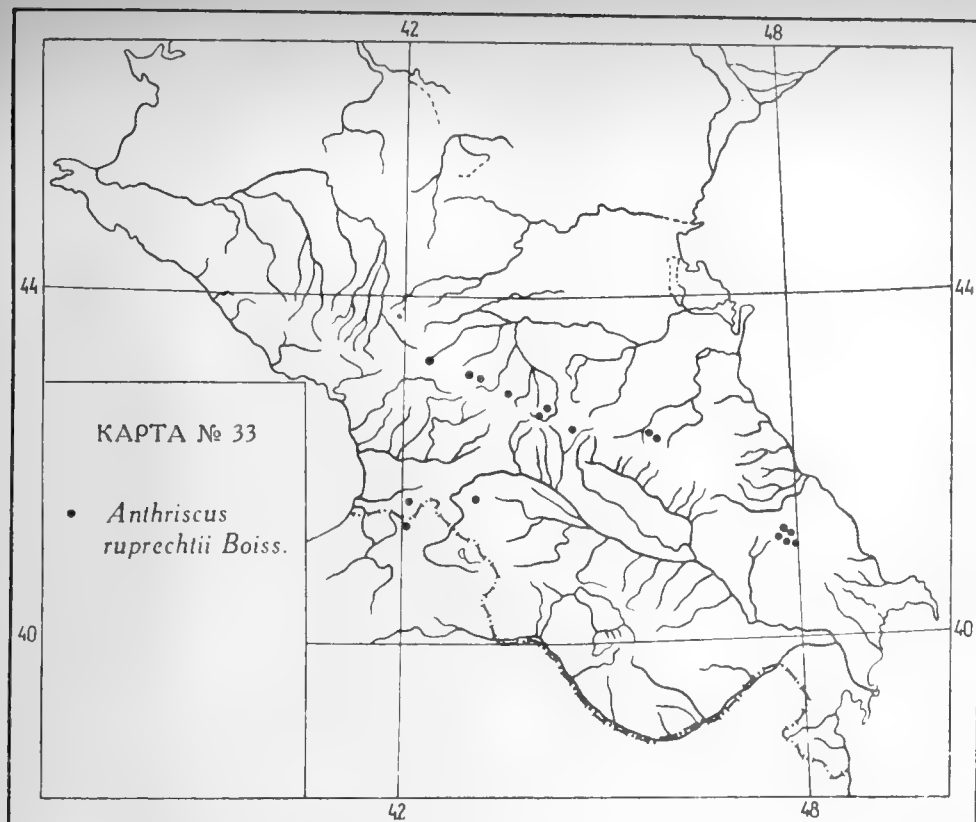 42 48
44 44
КАРТА № 33
• Anthriscus
ruprechtii Boiss.
40 40
42 48